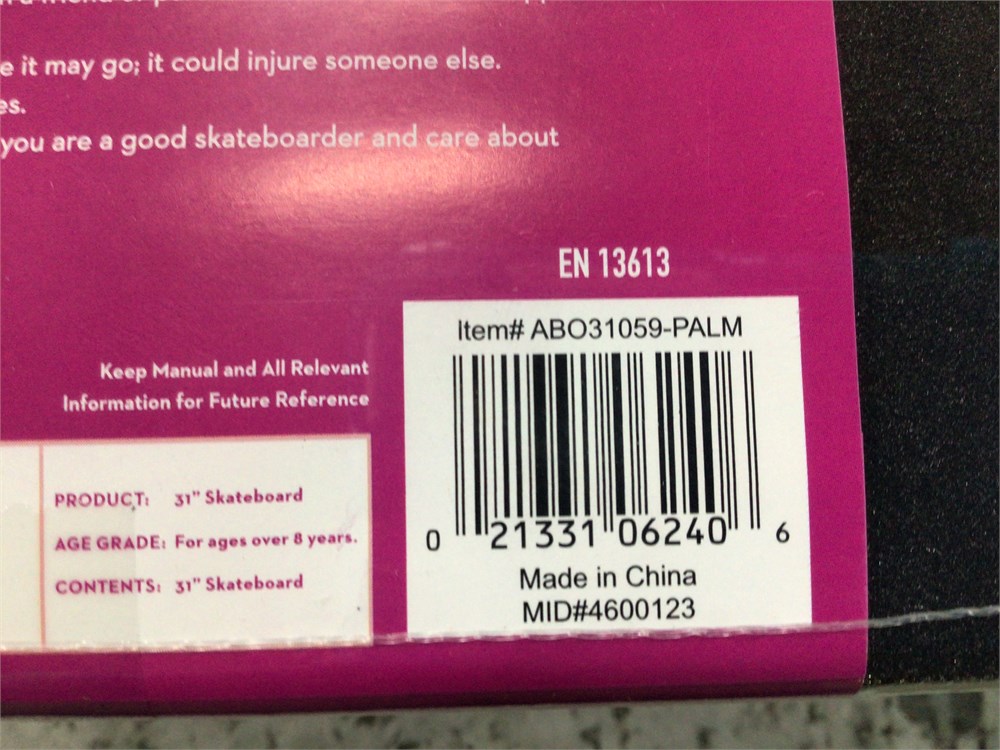 e it may go; it could injure someone else.
es.
you are a good skateboarder and care about
EN 13613
Item# ABO31059-PALM
Keep Manual and All Relevant
Information for Future Reference
PRODUCT: 31" Skateboard
AGE GRADE: For ages over 8 years.
CONTENTS: 31" Skateboard
0 21331 06240 6
Made in China
MID#4600123